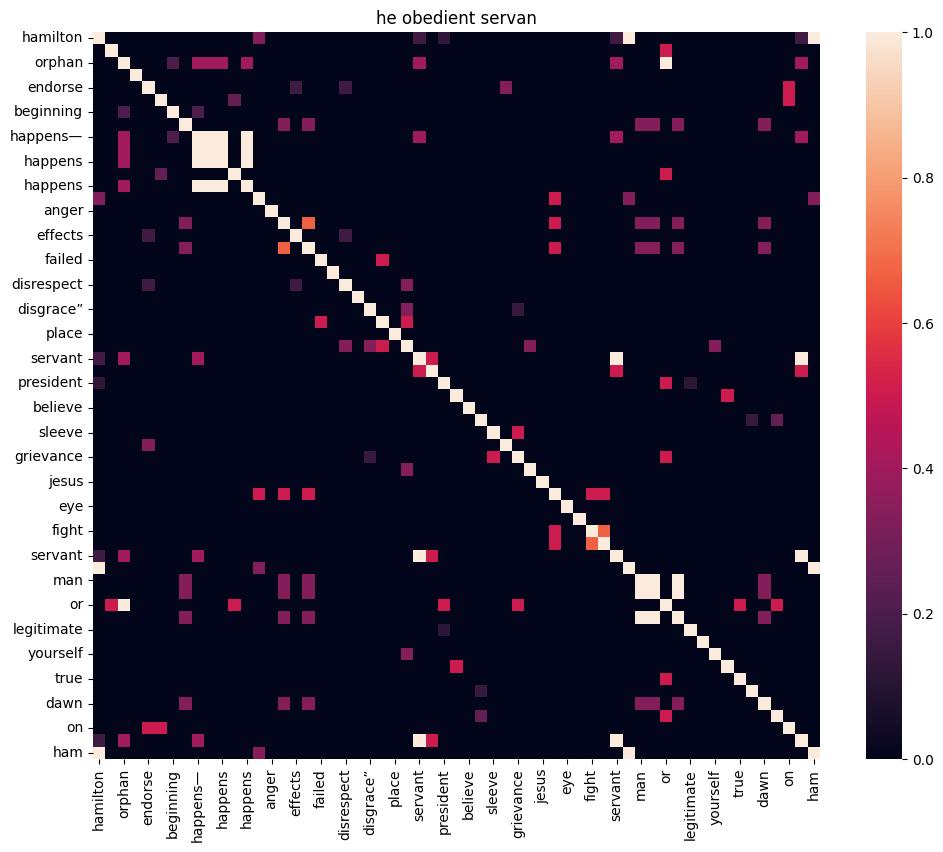 he obedient servan
hamilton
orphan
endorse
beginning
happens—
happens
happens
anger
effects
failed
disrespect
disgrace”
place
servant
president
believe
sleeve
grievance
jesus
eye
fight
servant
man
or
legitimate
yourself
true
dawn
on
ham
hamilton
orphan
endorse
beginning
happens—
happens
happens
anger
effects
failed
disrespect
disgrace”
place
servant
president
believe
sleeve
grievance
jesus
eye
fight
servant
man
or
legitimate
yourself
true
dawn
on
ham
1.0
0.8
0.6
0.4
0.2
0.0